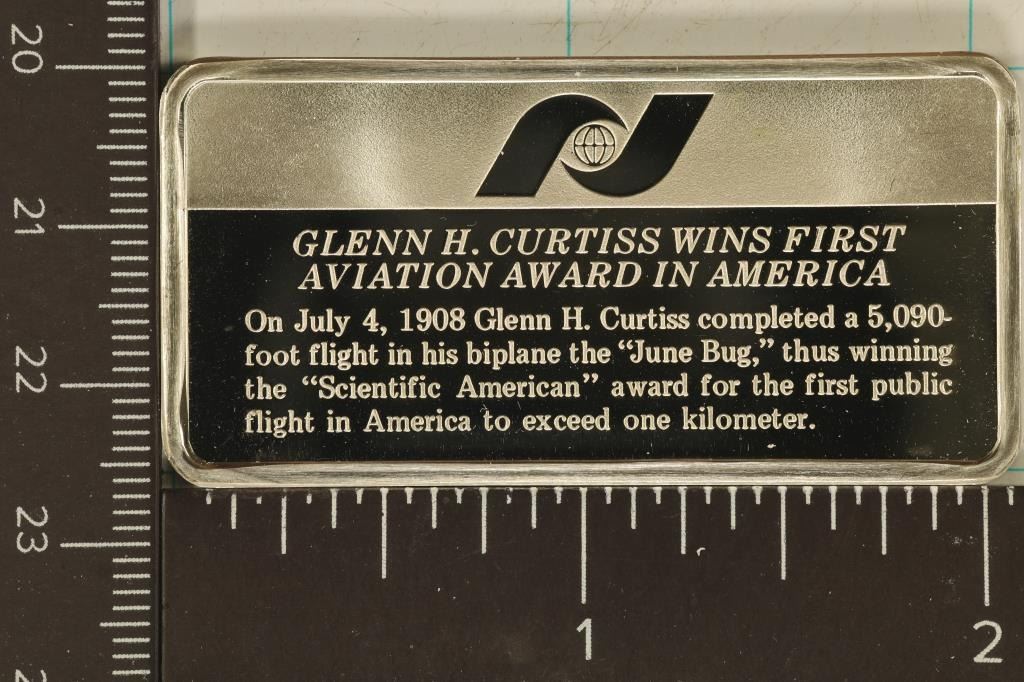 20
21
22
23
GLENN H. CURTISS WINS FIRST
AVIATION AWARD IN AMERICA
On July 4, 1908 Glenn H. Curtiss completed a 5,090-
foot flight in his biplane the “June Bug,” thus winning
the “Scientific American” award for the first public
flight in America to exceed one kilometer.
1
2